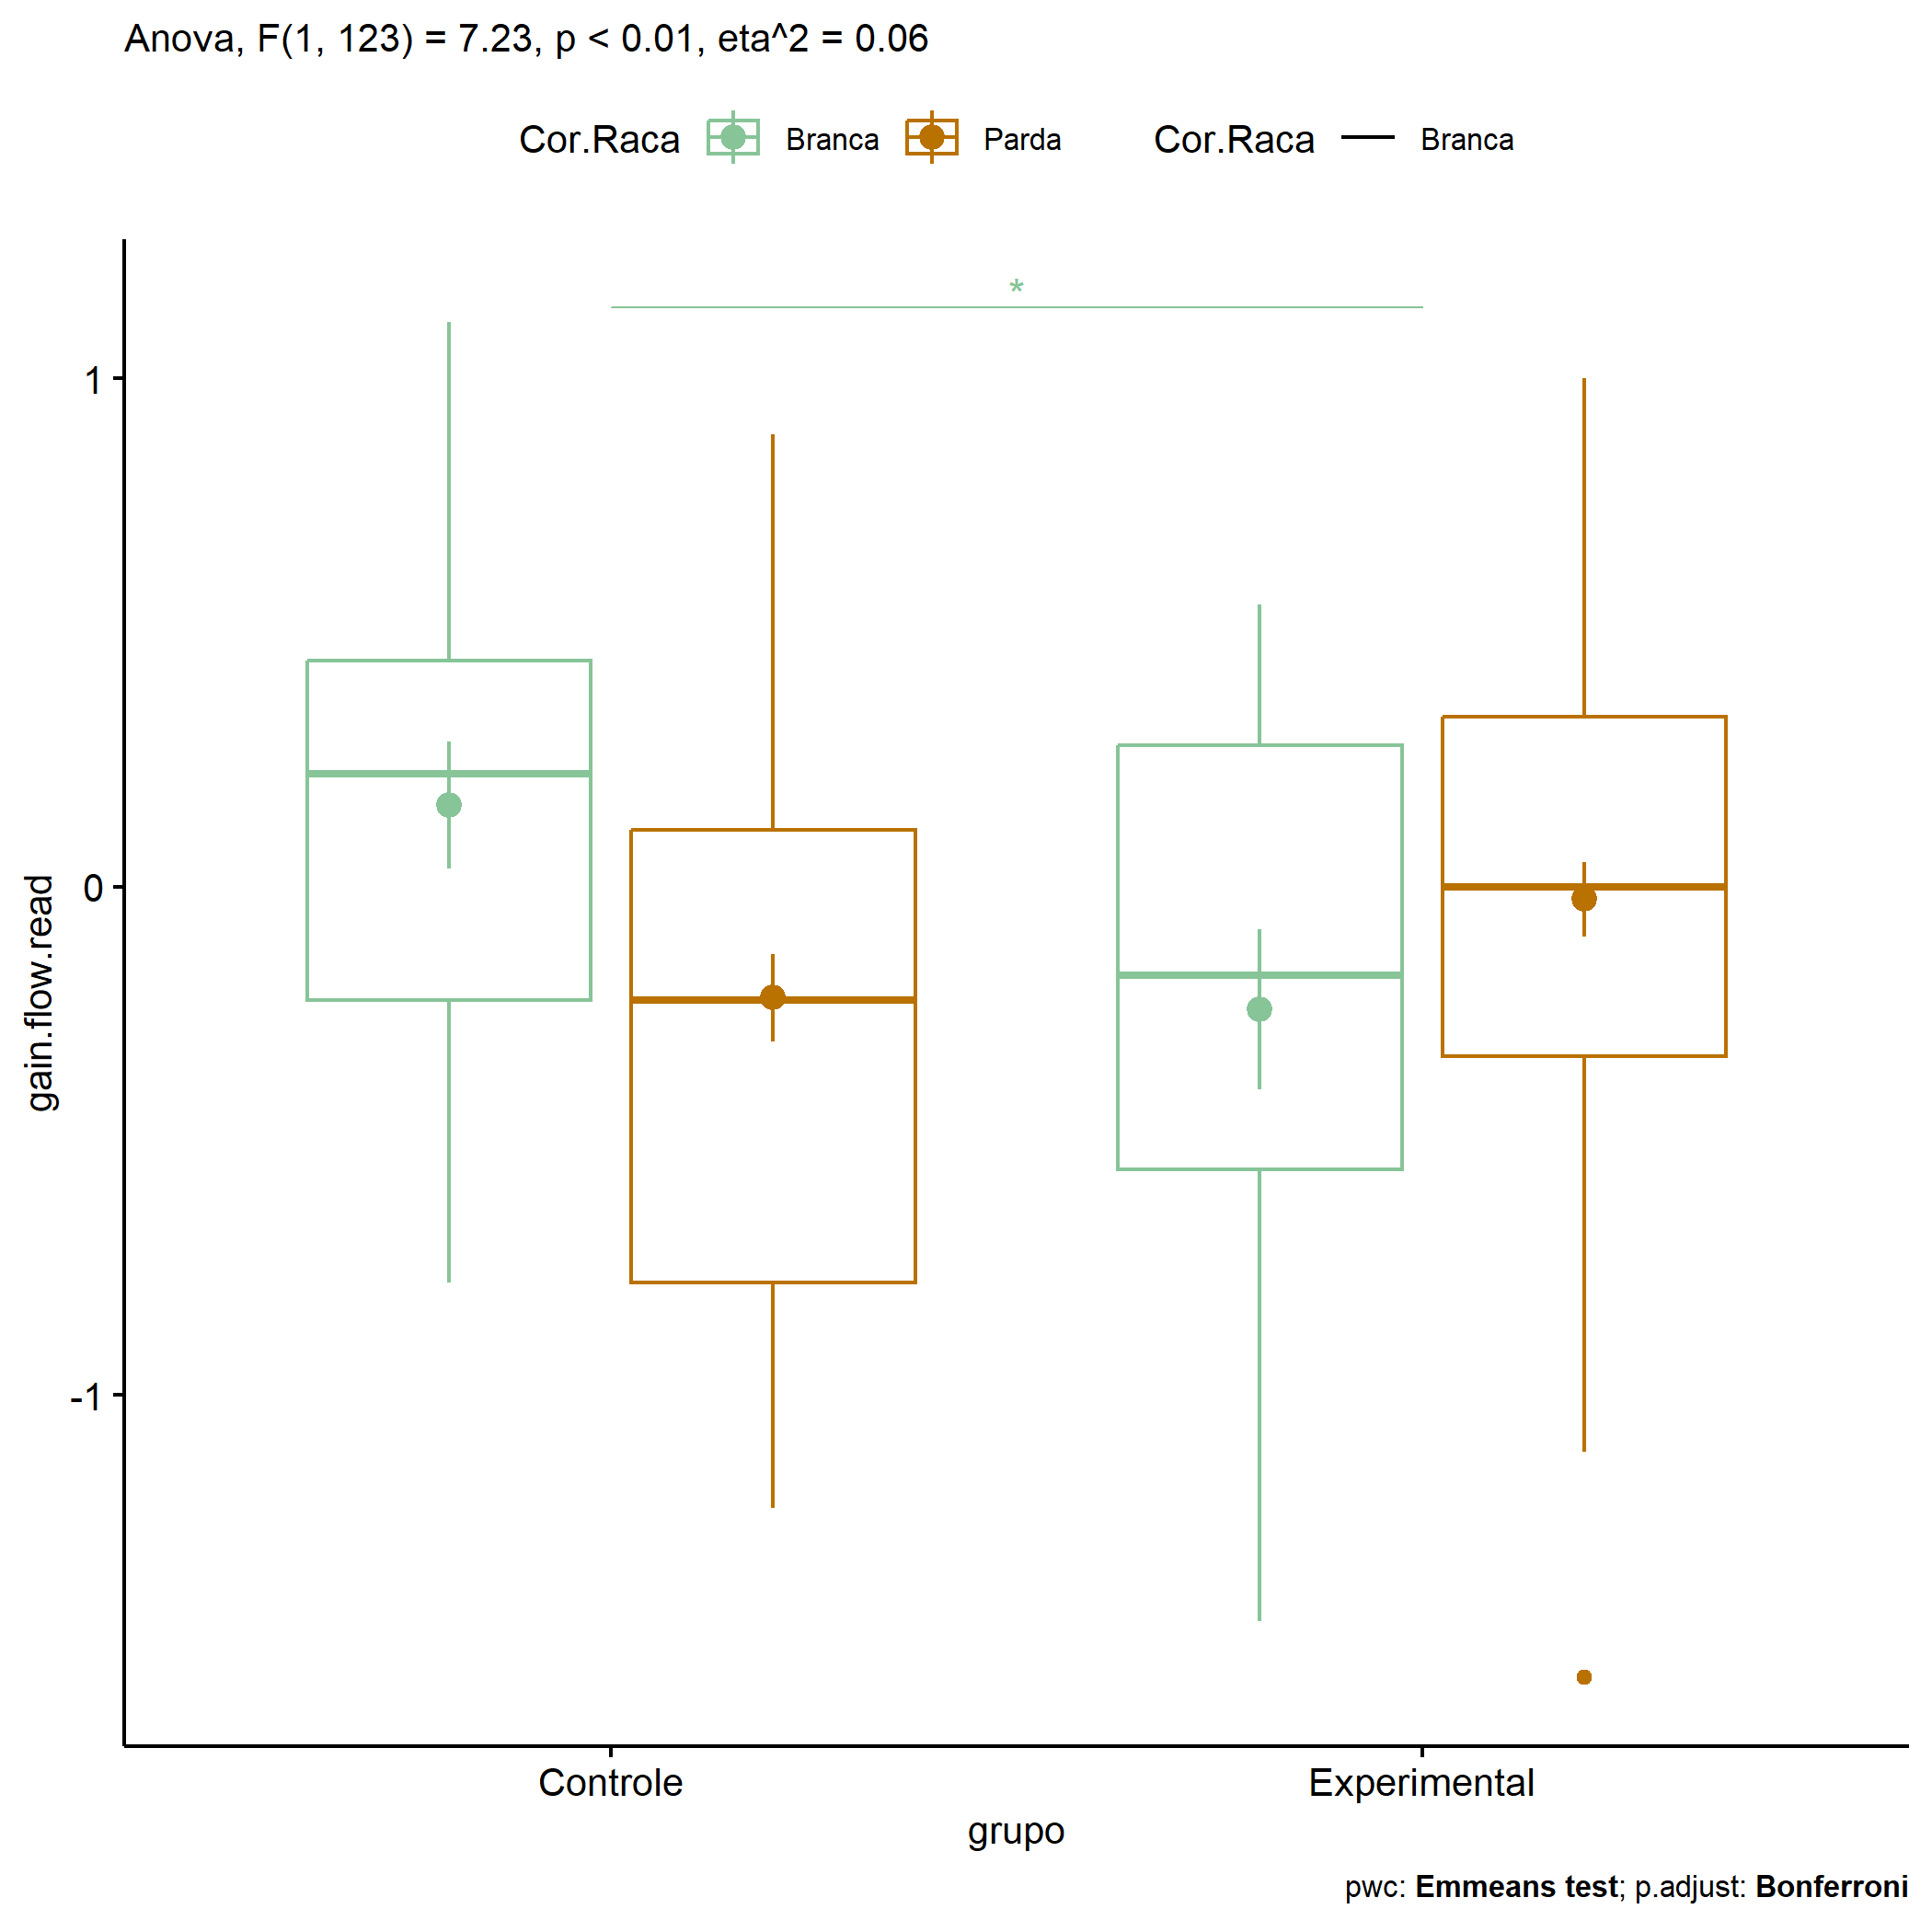 Anova, F(1, 123) = 7.23, p < 0.01, eta^2 = 0.06
Cor.Raca Branca Parda Cor.Raca Branca
*
1
0
-1
gain.flow.read
Controle Experimental
grupo
pwc: Emmeans test; p.adjust: Bonferroni